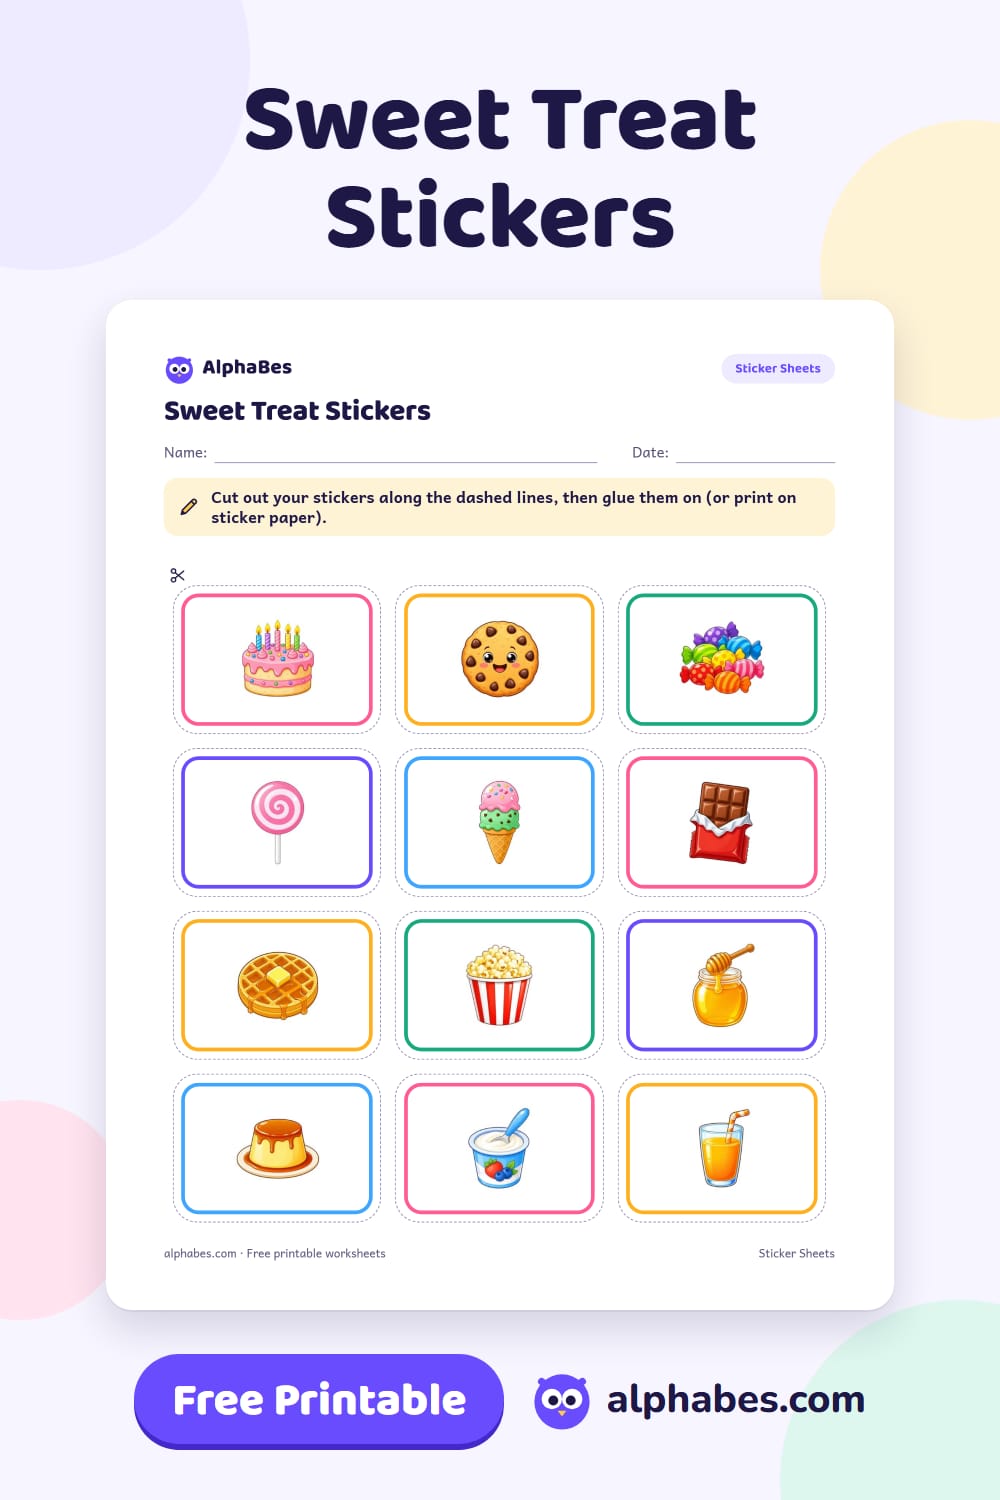 Sweet Treat
Stickers
AlphaBes
Sticker Sheets
Sweet Treat Stickers
Name:
Date:
Cut out your stickers along the dashed lines, then glue them on (or print on
sticker paper).
alphabes.com · Free printable worksheets
Sticker Sheets
Free Printable
alphabes.com